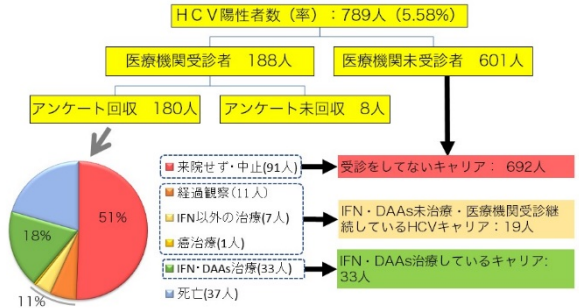 HCV陽性者数（率）：789人（5.58%）
医療機関受診者　188人
医療機関未受診者　601人
アンケート回収　180人
アンケート未回収　8人
来院せず・中止(91人)
経過観察(11人)
IFN以外の治療(7人)
癌治療(1人)
IFN・DAAs治療(33人)
死亡(37人)
51%
18%
11%
受診をしてないキャリア：　692人
IFN・DAAs未治療・医療機関受診継
続しているHCVキャリア：19人
IFN・DAAs治療しているキャリア:
33人